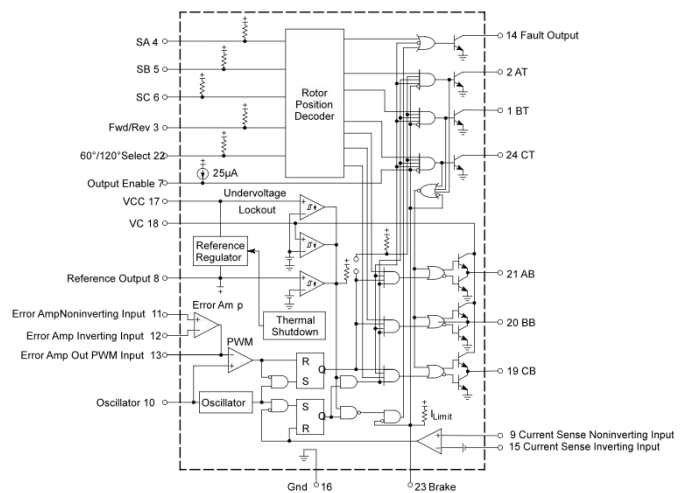 SA 4
SB 5
SC 6
Fwd/Rev 3
60°/120°Select 22
Output Enable 7
25µA
VCC 17
VC 18
Undervoltage
Lockout
Rotor
Position
Decoder
14 Fault Output
2 AT
1 BT
24 CT
Reference
Regulator
Reference Output 8
Thermal
Shutdown
Error AmpNoninverting Input 11
Error Am p
Error Amp Inverting Input 12
Error Amp Out PWM Input 13
PWM
Oscillator 10
Oscillator
R
Q
S
S
Q
R
21 AB
20 BB
19 CB
ILimit
9 Current Sense Noninverting Input
15 Current Sense Inverting Input
Gnd 16
23 Brake